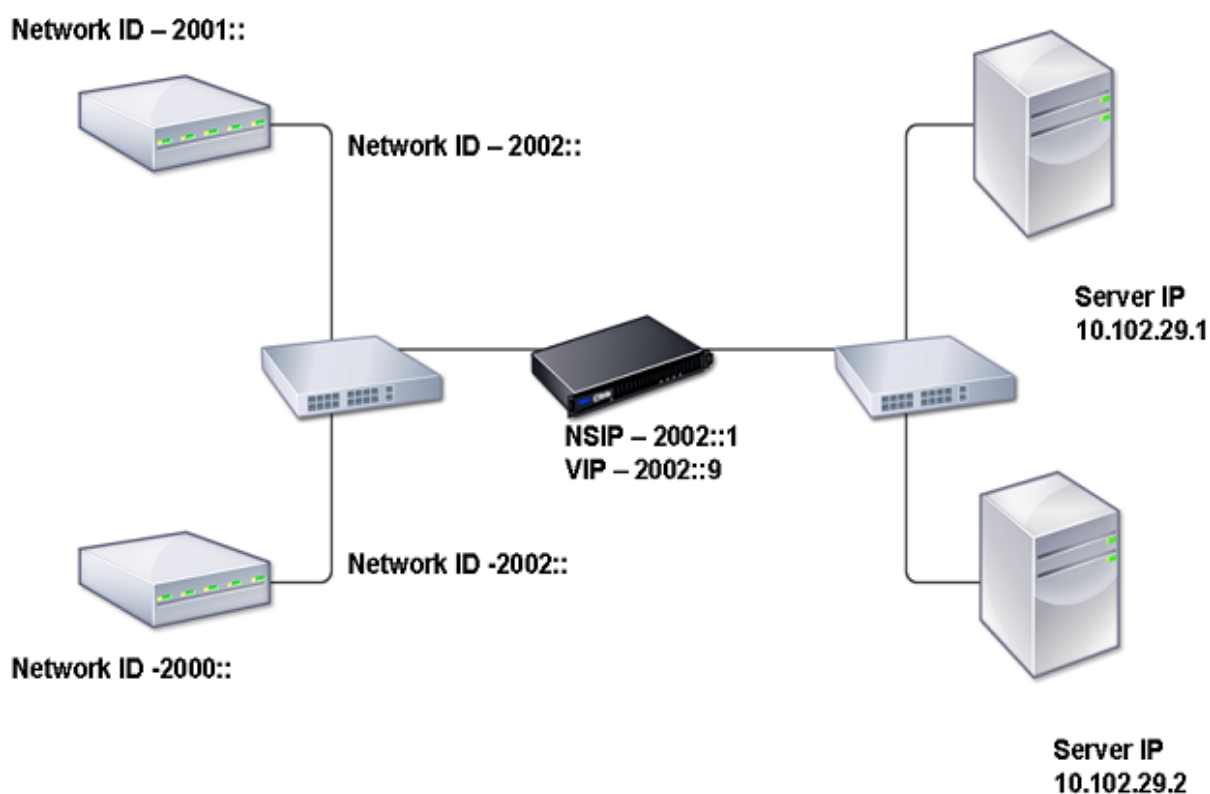 Network ID – 2001::
Network ID – 2002::
Server IP
10.102.29.1
NSIP – 2002::1
VIP – 2002::9
Network ID -2002::
Network ID -2000::
Server IP
10.102.29.2